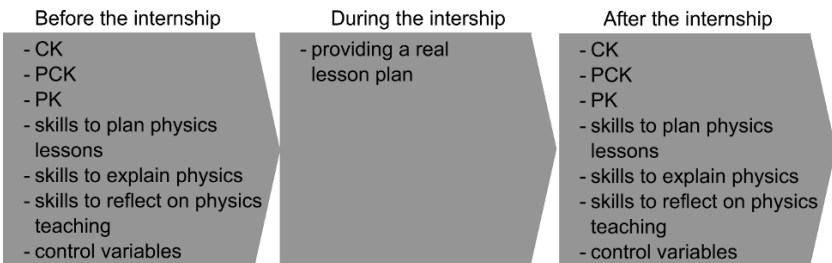 Before the internship
- CK
- PCK
- PK
- skills to plan physics
lessons
- skills to explain physics
- skills to reflect on physics
teaching
- control variables
During the intership
- providing a real
lesson plan
After the internship
- CK
- PCK
- PK
- skills to plan physics
lessons
- skills to explain physics
- skills to reflect on physics
teaching
- control variables